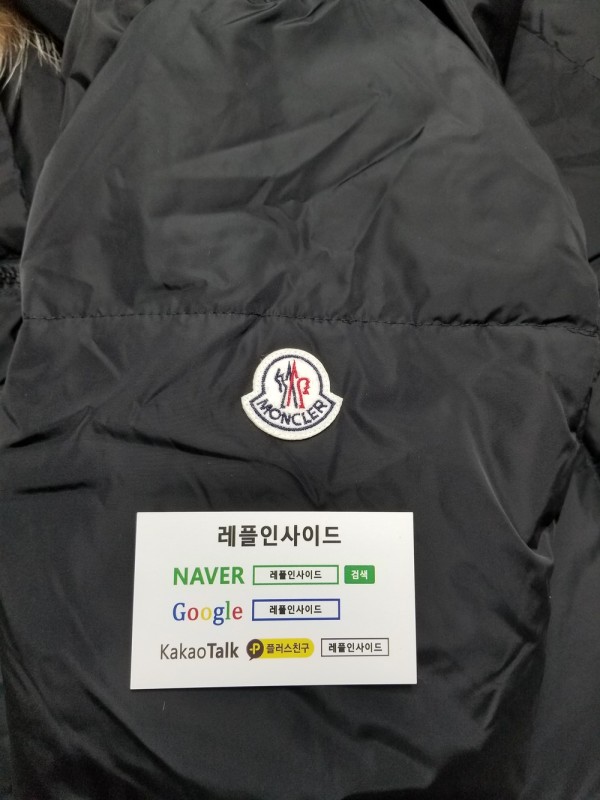 MONCLER
레플인사이드
NAVER 레플인사이드 검색
Google 레플인사이드
KakaoTalk P 플러스친구 레플인사이드